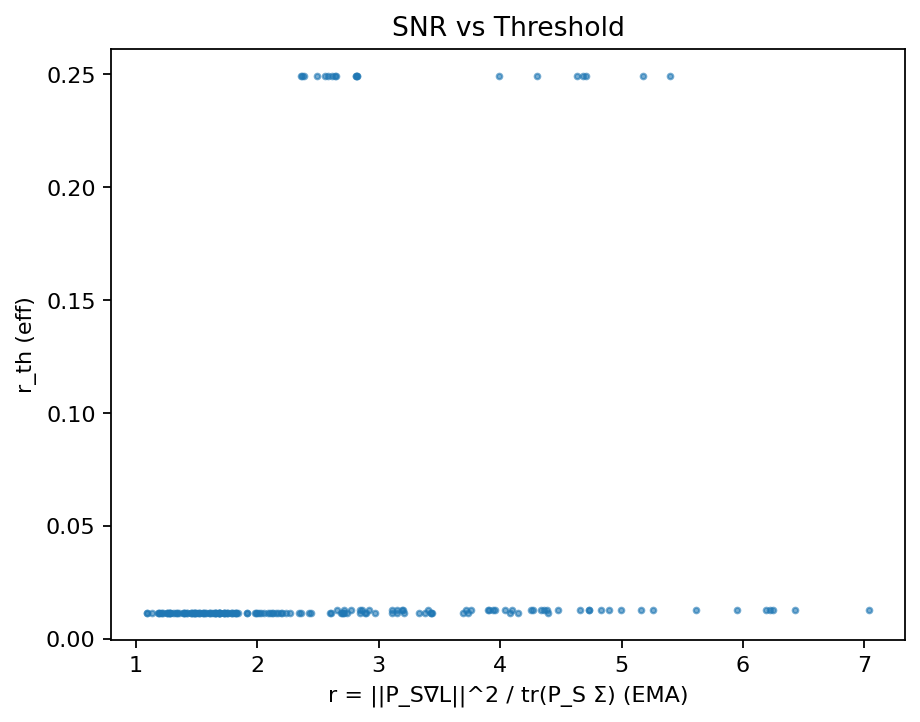 SNR vs Threshold
0.25
0.20
0.15
0.10
0.05
0.00
r_th (eff)
1 2 3 4 5 6 7
r = ||P_S∇L||^2 / tr(P_S Σ) (EMA)